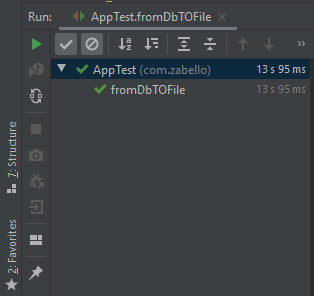 Run: AppTest.fromDbTOFile ×
»
AppTest (com.zabello) 13 s 95 ms
fromDbTOFile 13 s 95 ms
7: Structure
2: Favorites